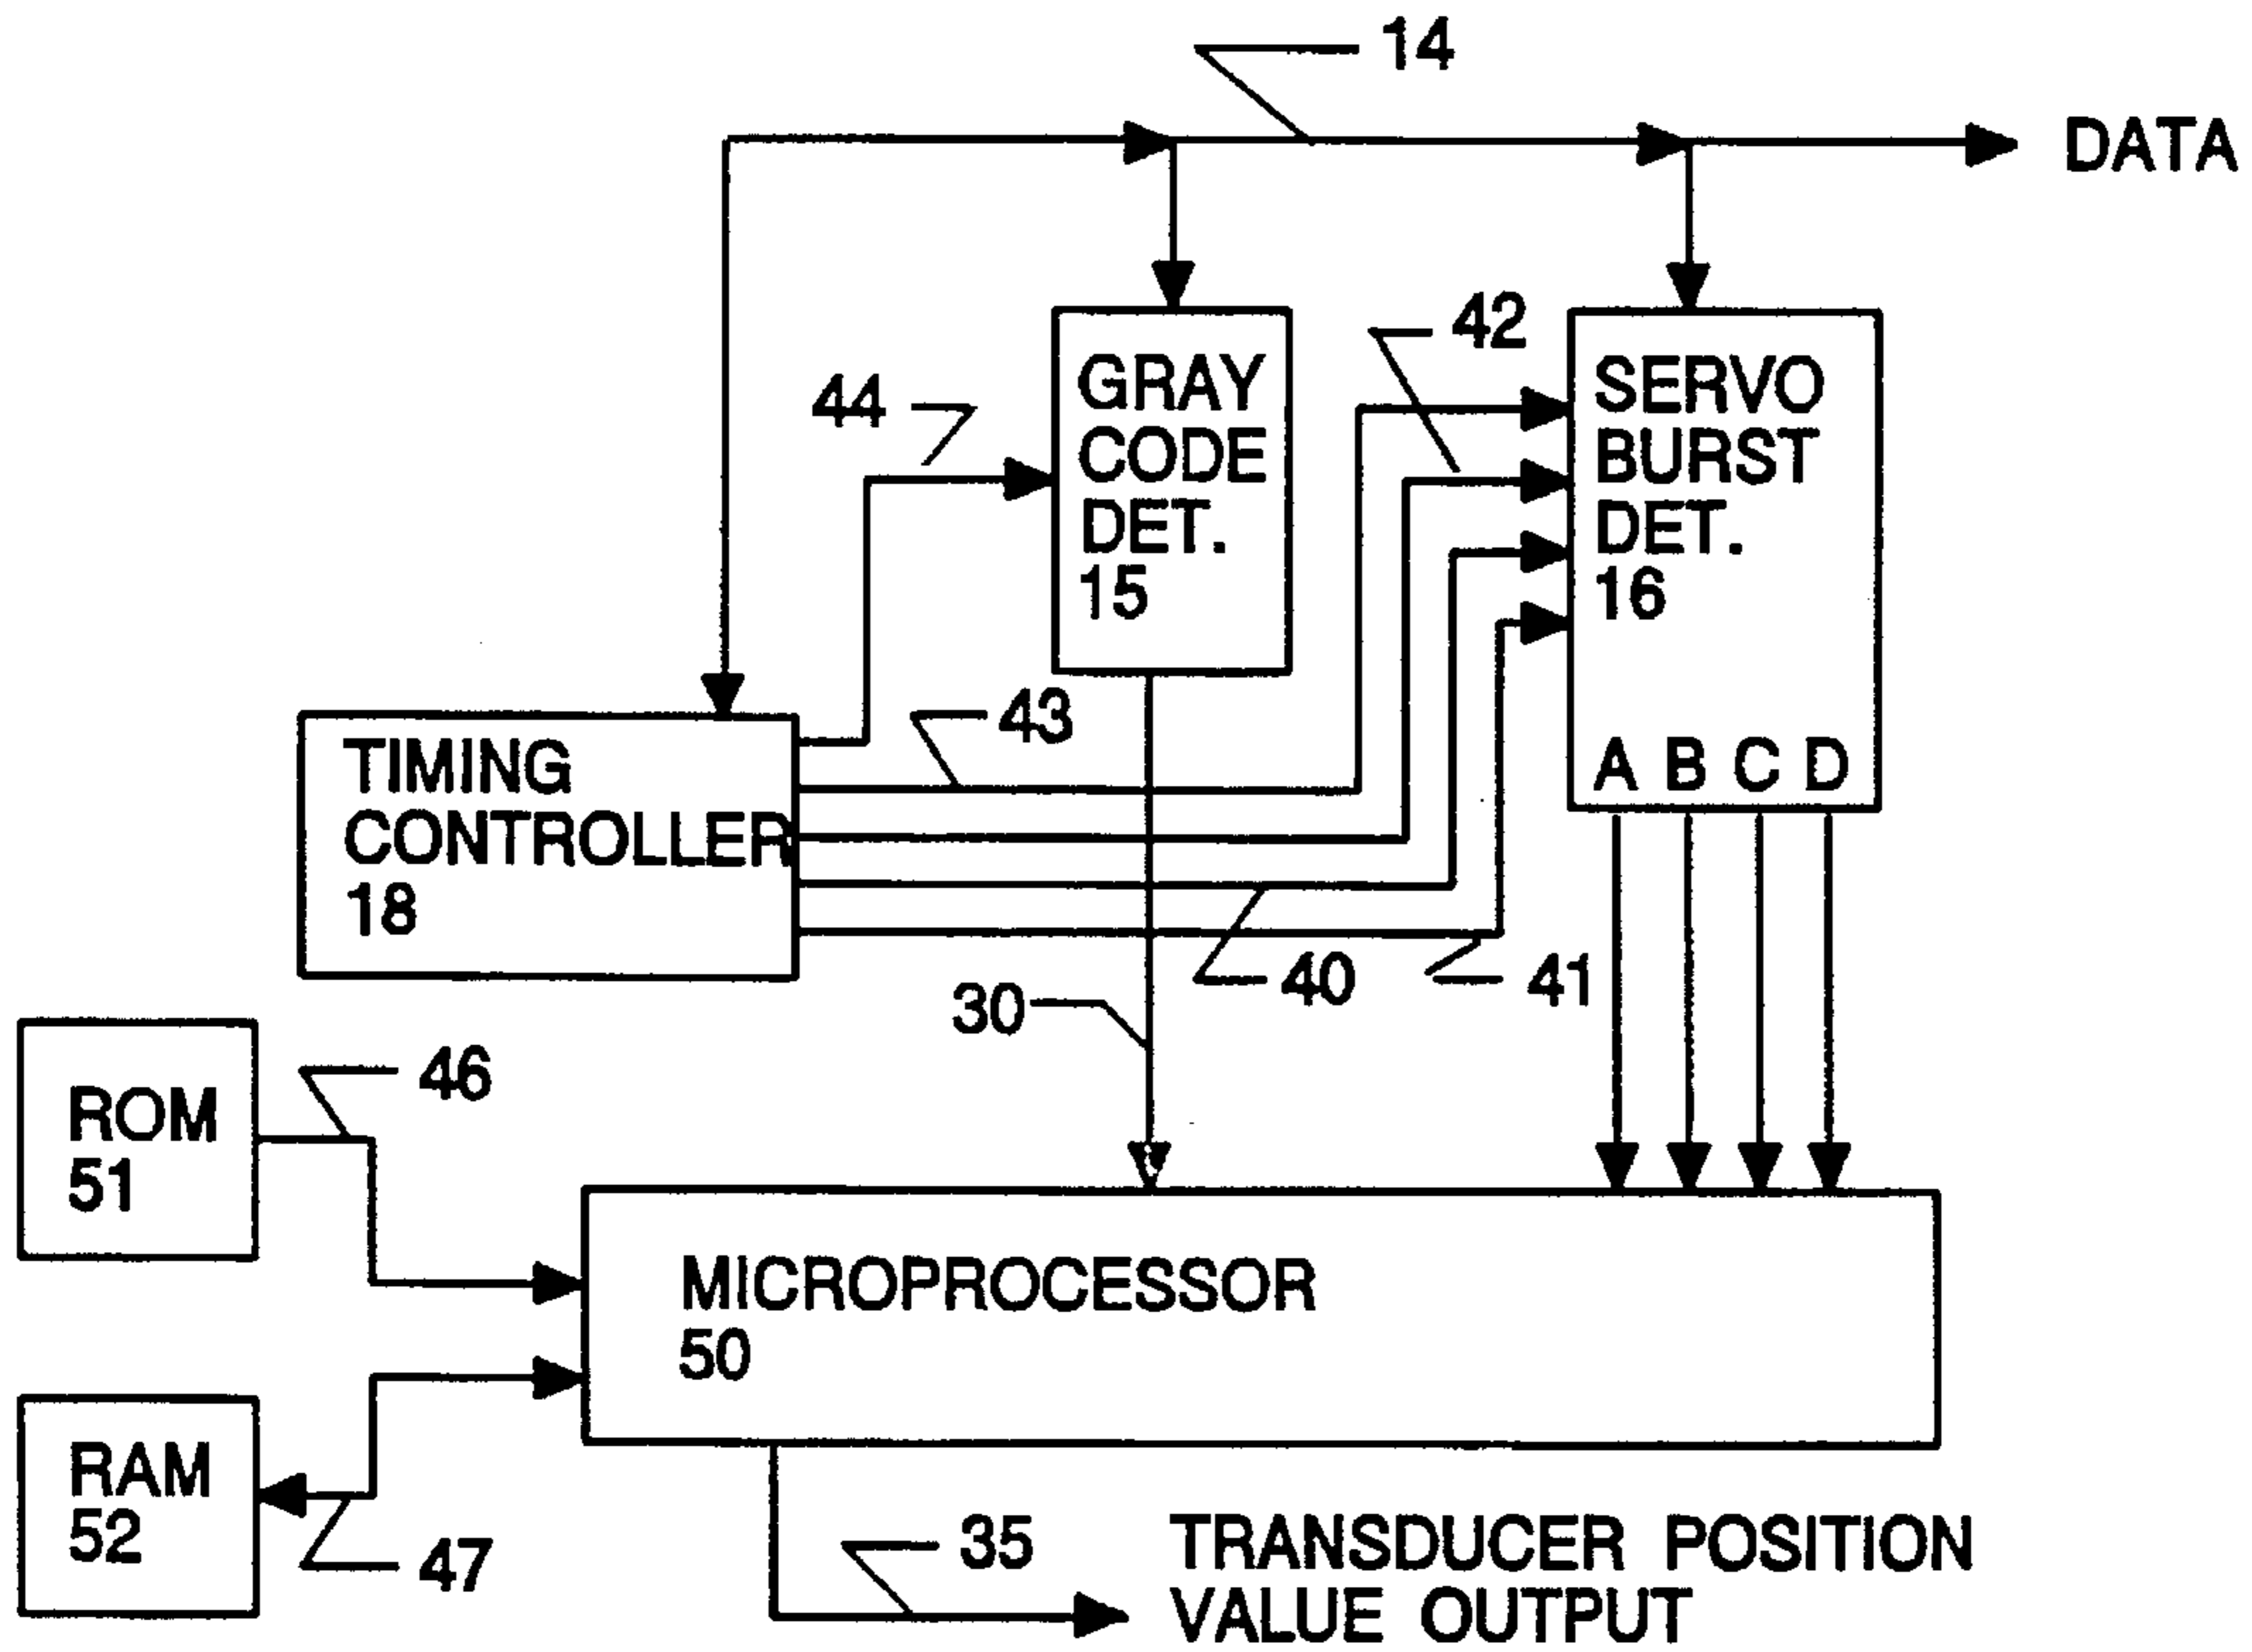 14
DATA
42
44
GRAY
CODE
DET.
15
SERVO
BURST
DET.
16
A B C D
43
TIMING
CONTROLLER
18
40
41
30
ROM
51
46
MICROPROCESSOR
50
RAM
52
47
35
TRANSDUCER POSITION
VALUE OUTPUT